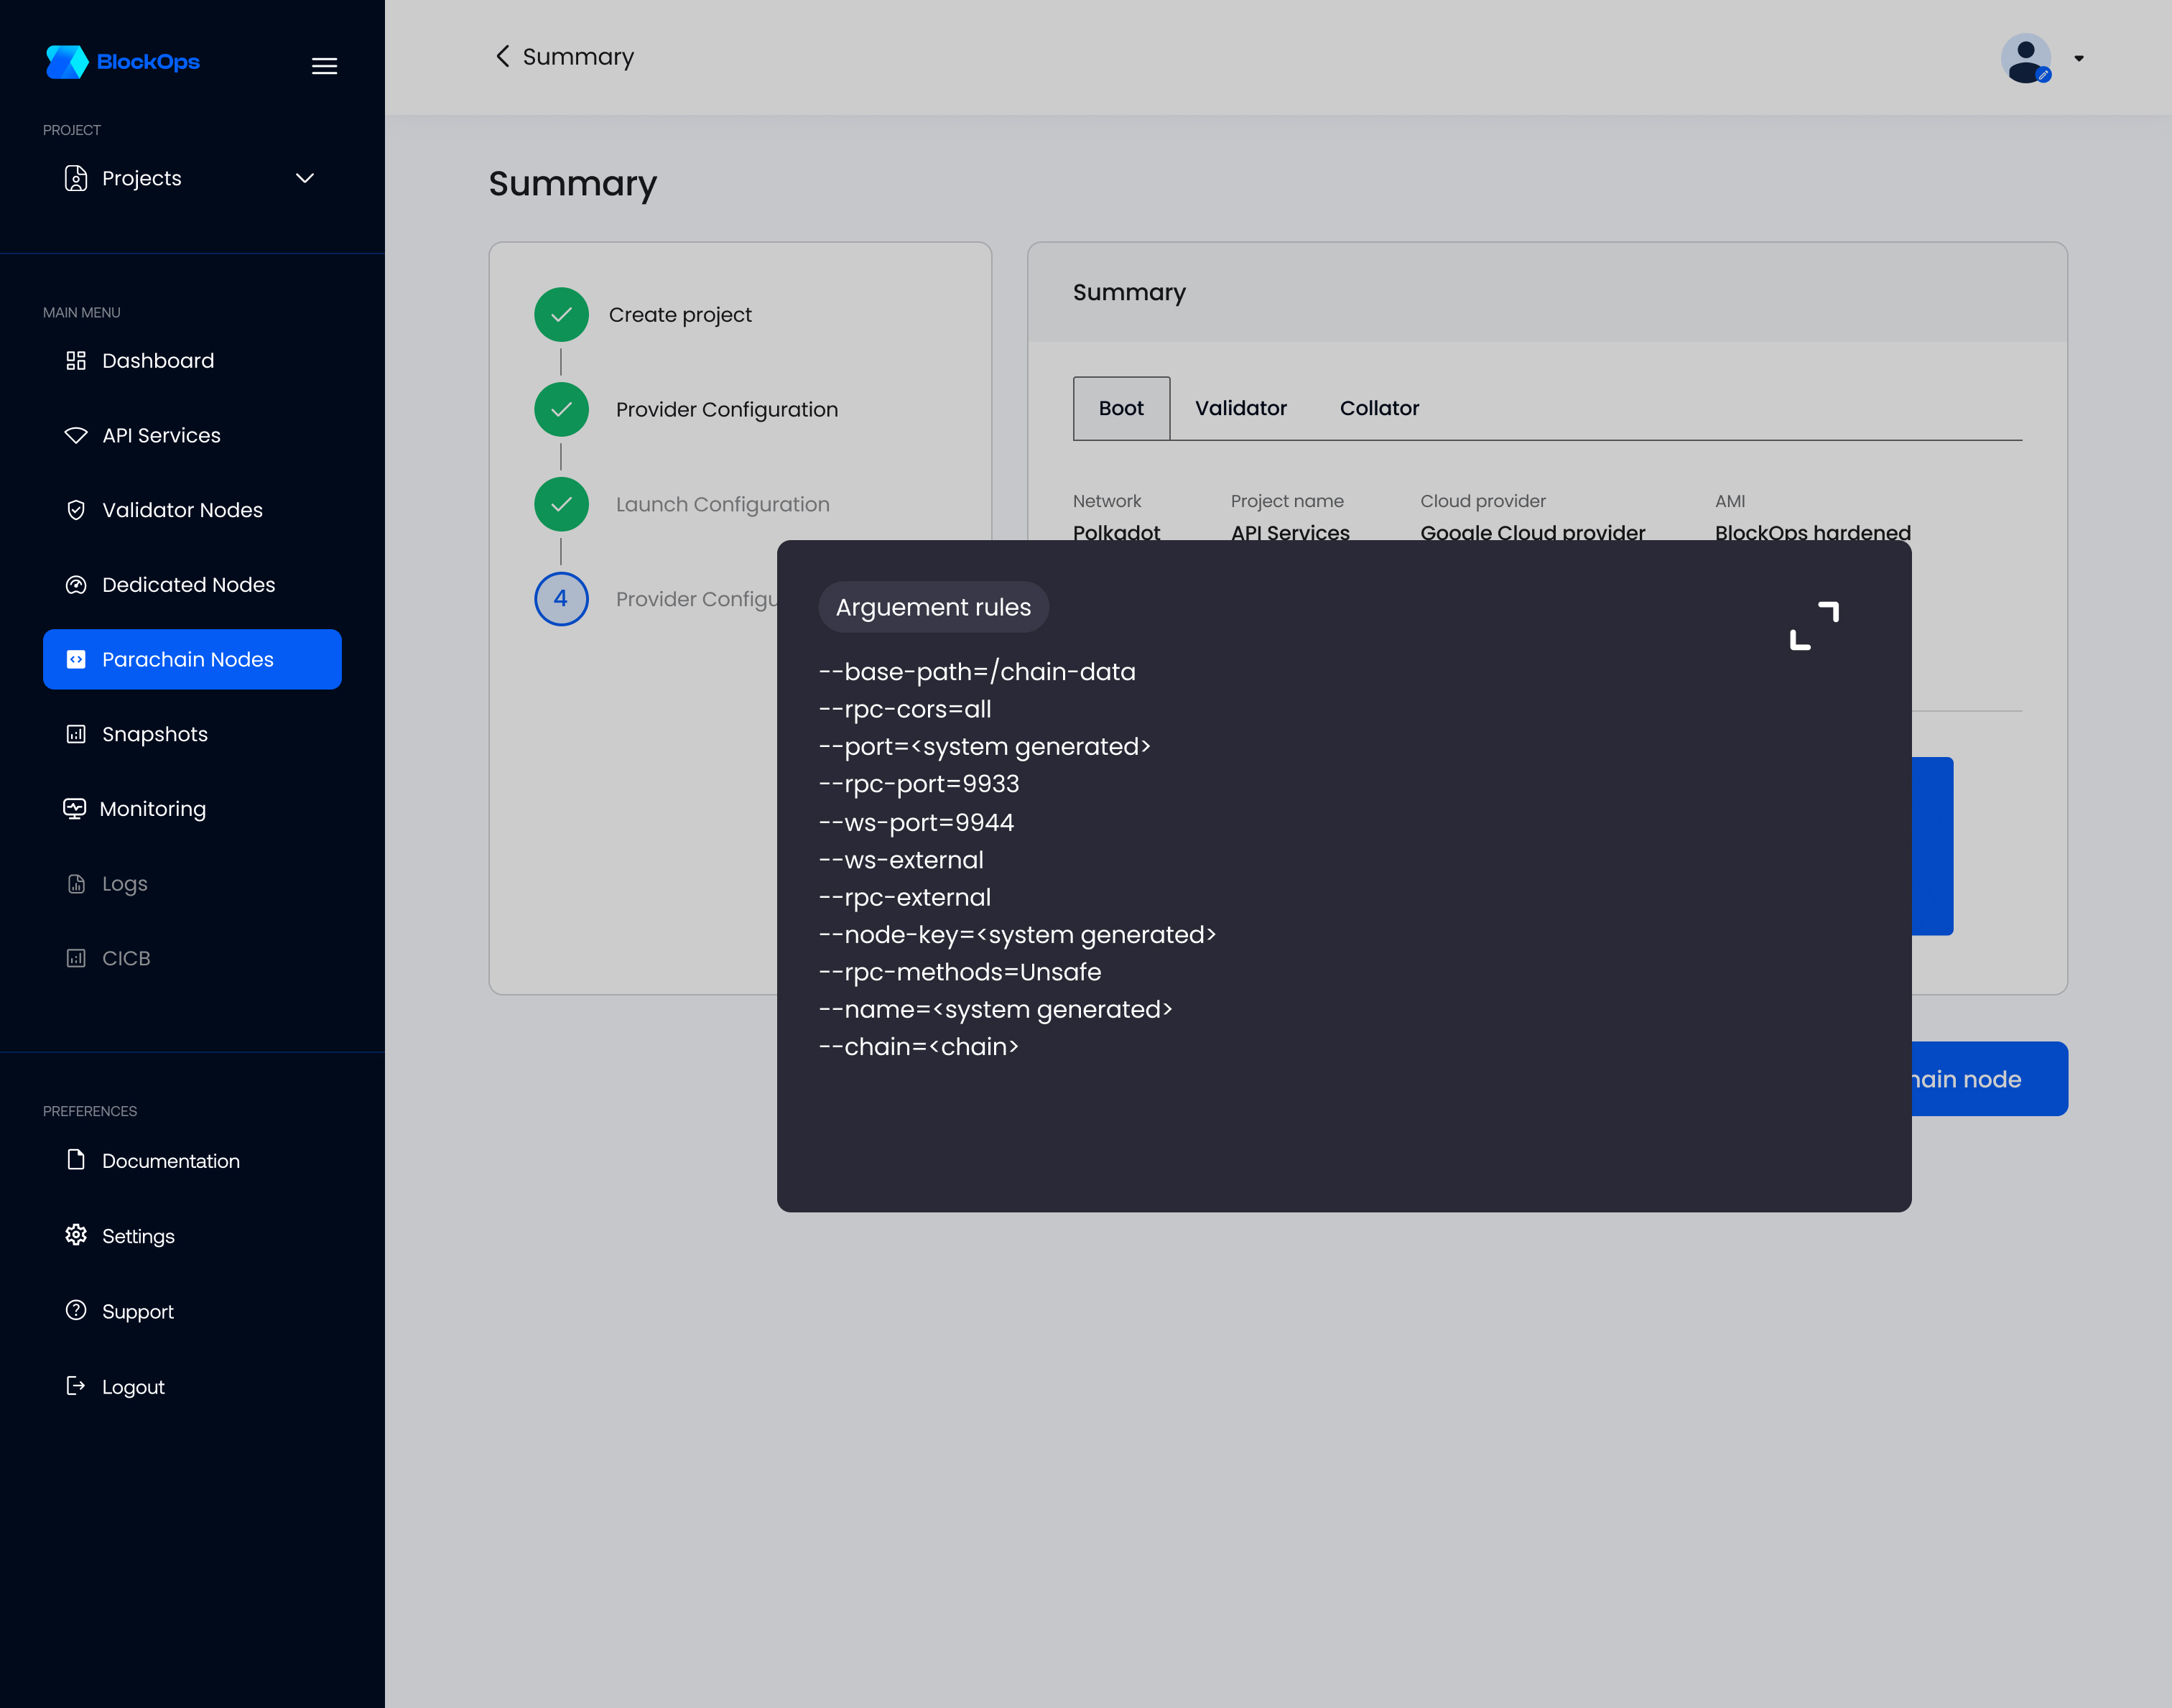 BlockOps
PROJECT
Projects
MAIN MENU
Dashboard
API Services
Validator Nodes
Dedicated Nodes
Parachain Nodes
Snapshots
Monitoring
Logs
CICB
PREFERENCES
Documentation
Settings
Support
Logout
Summary
Summary
Create project
Provider Configuration
Launch Configuration
4
Provider
Summary
Boot Validator Collator
Network Project name Cloud provider AMI
Polkadot API Services Google Cloud provider BlockOps hardened
Arguement rules
--base-path=/chain-data
--rpc-cors=all
--port=<system generated>
--rpc-port=9933
--ws-port=9944
--ws-external
--rpc-external
--node-key=<system generated>
--rpc-methods=Unsafe
--name=<system generated>
--chain=<chain>
node